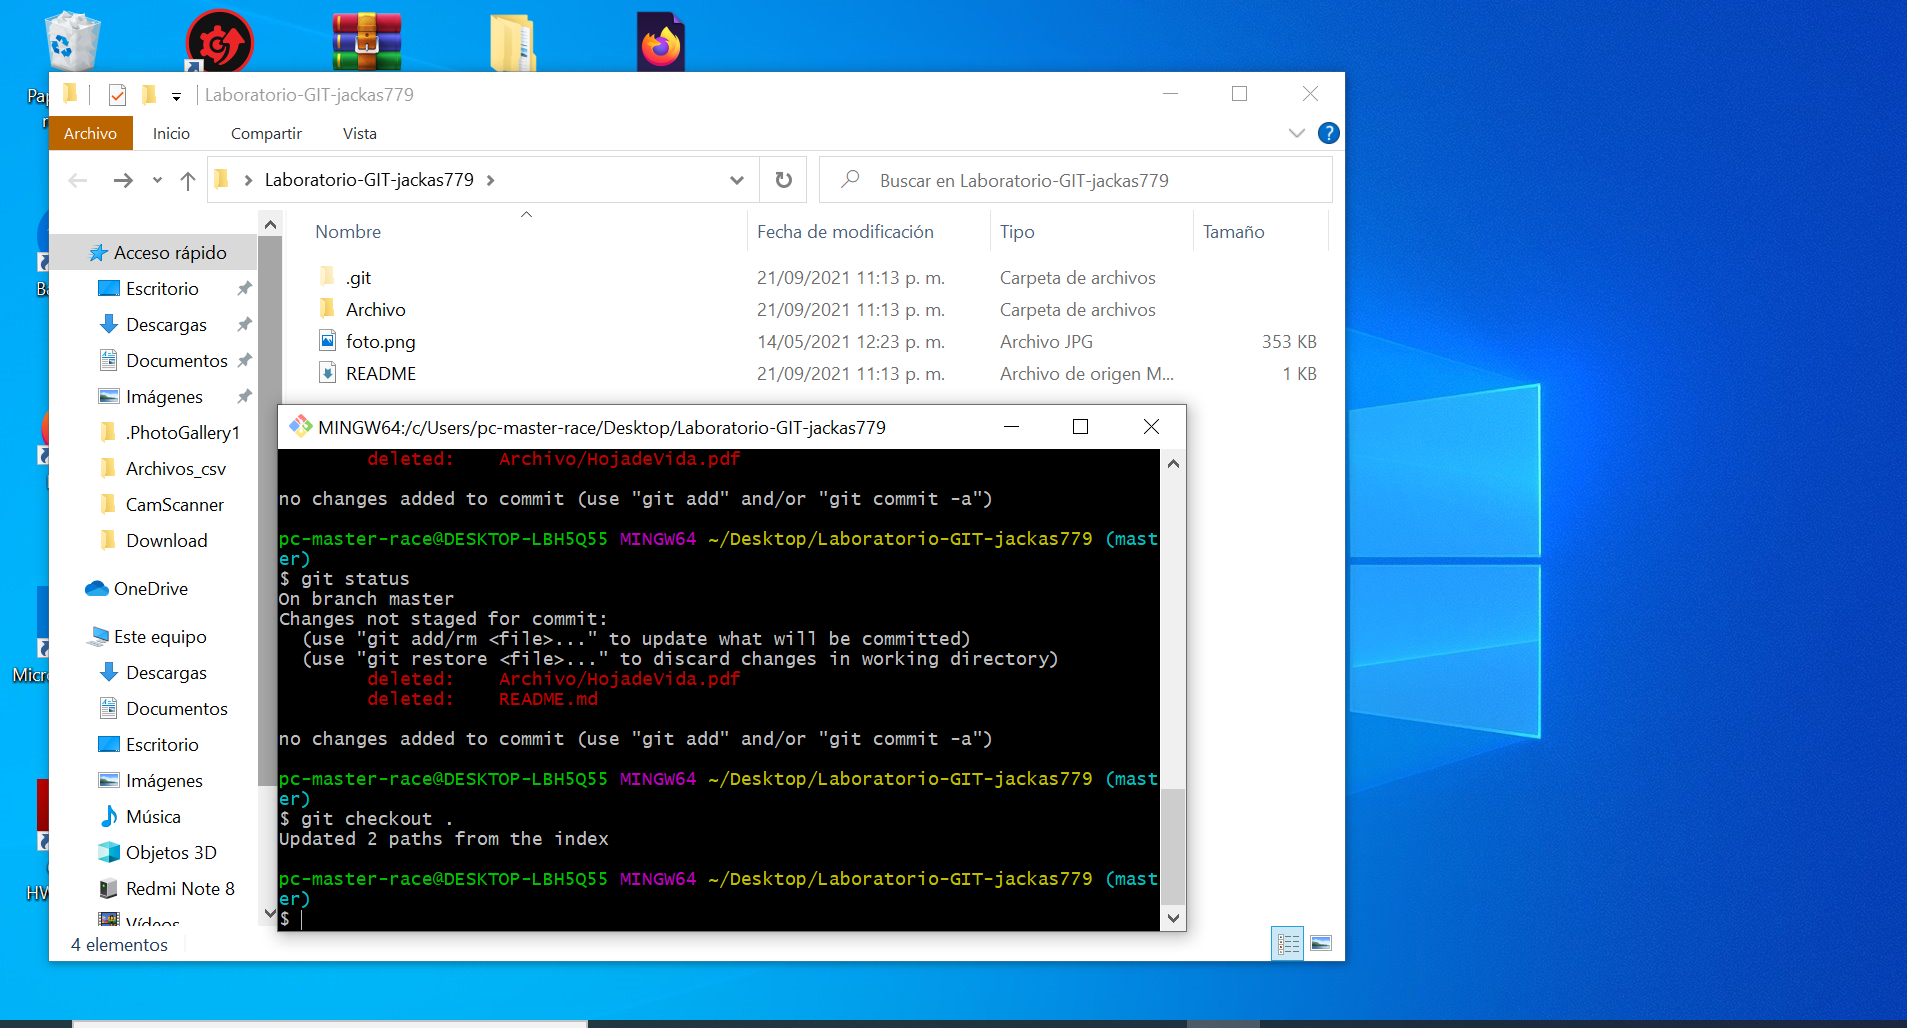 Laboratorio-GIT-jackas779
Archivo Inicio Compartir Vista
Laboratorio-GIT-jackas779
Buscar en Laboratorio-GIT-jackas779
Nombre Fecha de modificación Tipo Tamaño
.git 21/09/2021 11:13 p. m. Carpeta de archivos
Archivo 21/09/2021 11:13 p. m. Carpeta de archivos
foto.png 14/05/2021 12:23 p. m. Archivo JPG 353 KB
README 21/09/2021 11:13 p. m. Archivo de origen M... 1 KB
Acceso rápido
Escritorio
Descargas
Documentos
Imágenes
.PhotoGallery1
Archivos_csv
CamScanner
Download
OneDrive
Este equipo
Descargas
Documentos
Escritorio
Imágenes
Música
Objetos 3D
Redmi Note 8
Vídeos
4 elementos
MINGW64:/c/Users/pc-master-race/Desktop/Laboratorio-GIT-jackas779
deleted: Archivo/HojadeVida.pdf
no changes added to commit (use "git add" and/or "git commit -a")
pc-master-race@DESKTOP-LBH5Q55 MINGW64 ~/Desktop/Laboratorio-GIT-jackas779 (mast
er)
$ git status
On branch master
Changes not staged for commit:
(use "git add/rm <file>..." to update what will be committed)
(use "git restore <file>..." to discard changes in working directory)
deleted: Archivo/HojadeVida.pdf
deleted: README.md
no changes added to commit (use "git add" and/or "git commit -a")
pc-master-race@DESKTOP-LBH5Q55 MINGW64 ~/Desktop/Laboratorio-GIT-jackas779 (mast
er)
$ git checkout .
Updated 2 paths from the index
pc-master-race@DESKTOP-LBH5Q55 MINGW64 ~/Desktop/Laboratorio-GIT-jackas779 (mast
er)
$